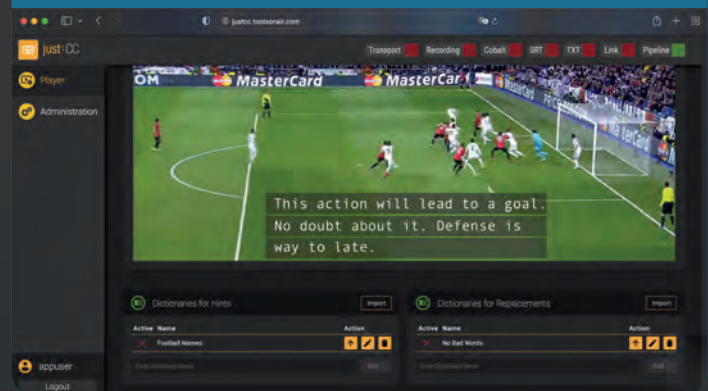 justcc.toolsonair.com
just:CC
Transport Recording Cobalt SRT TXT Link Pipeline
Player
Administration
OM MasterCard MasterCar
MasterCard
This action will lead to a goal.
No doubt about it. Defense is
way to late.
Dictionaries for Hints Import
Active Name Action
Football Names
Add
Dictionaries for Replacements Import
Active Name Action
No Bad Words
Add
appuser
Logout